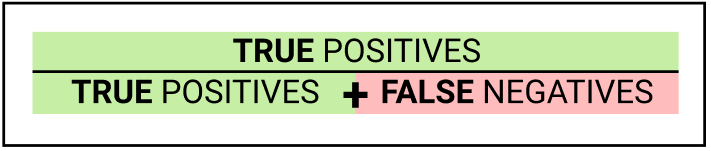 TRUE POSITIVES
TRUE POSITIVES + FALSE NEGATIVES